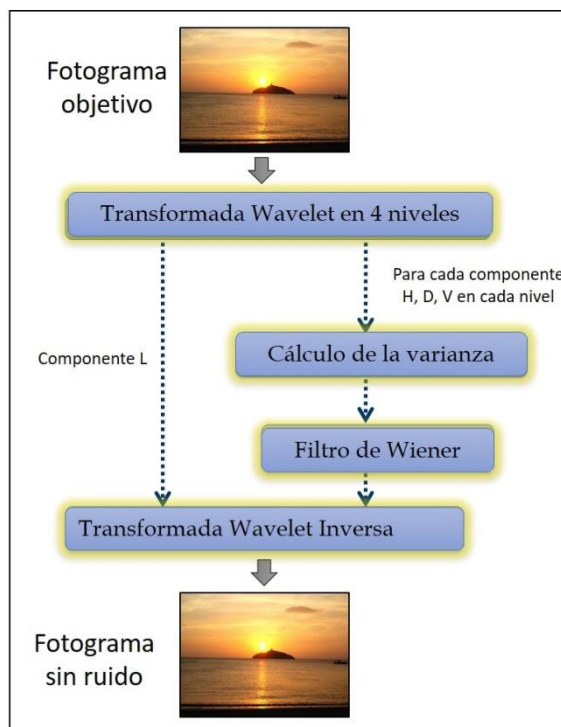 Fotograma
objetivo
Transformada Wavelet en 4 niveles
Para cada componente
H, D, V en cada nivel
Componente L
Cálculo de la varianza
Filtro de Wiener
Transformada Wavelet Inversa
Fotograma
sin ruido